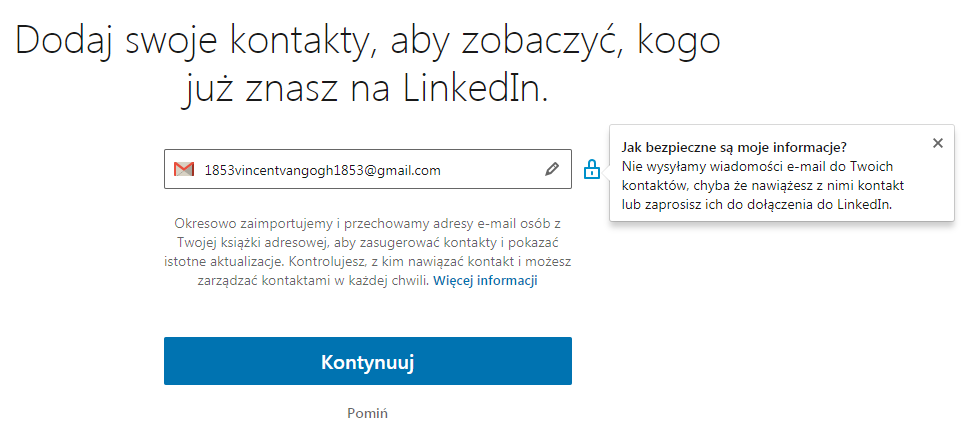 Dodaj swoje kontakty, aby zobaczyć, kogo
już znasz na LinkedIn.
1853vincentvangogh1853@gmail.com
Jak bezpieczne są moje informacje?
Nie wysyłamy wiadomości e-mail do Twoich
kontaktów, chyba że nawiążesz z nimi kontakt
lub zaprosisz ich do dołączenia do LinkedIn.
Okresowo zaimportujemy i przechowamy adresy e-mail osób z
Twojej książki adresowej, aby zasugerować kontakty i pokazać
istotne aktualizacje. Kontrolujesz, z kim nawiązać kontakt i możesz
zarządzać kontaktami w każdej chwili. Więcej informacji
Kontynuuj
Pomiń